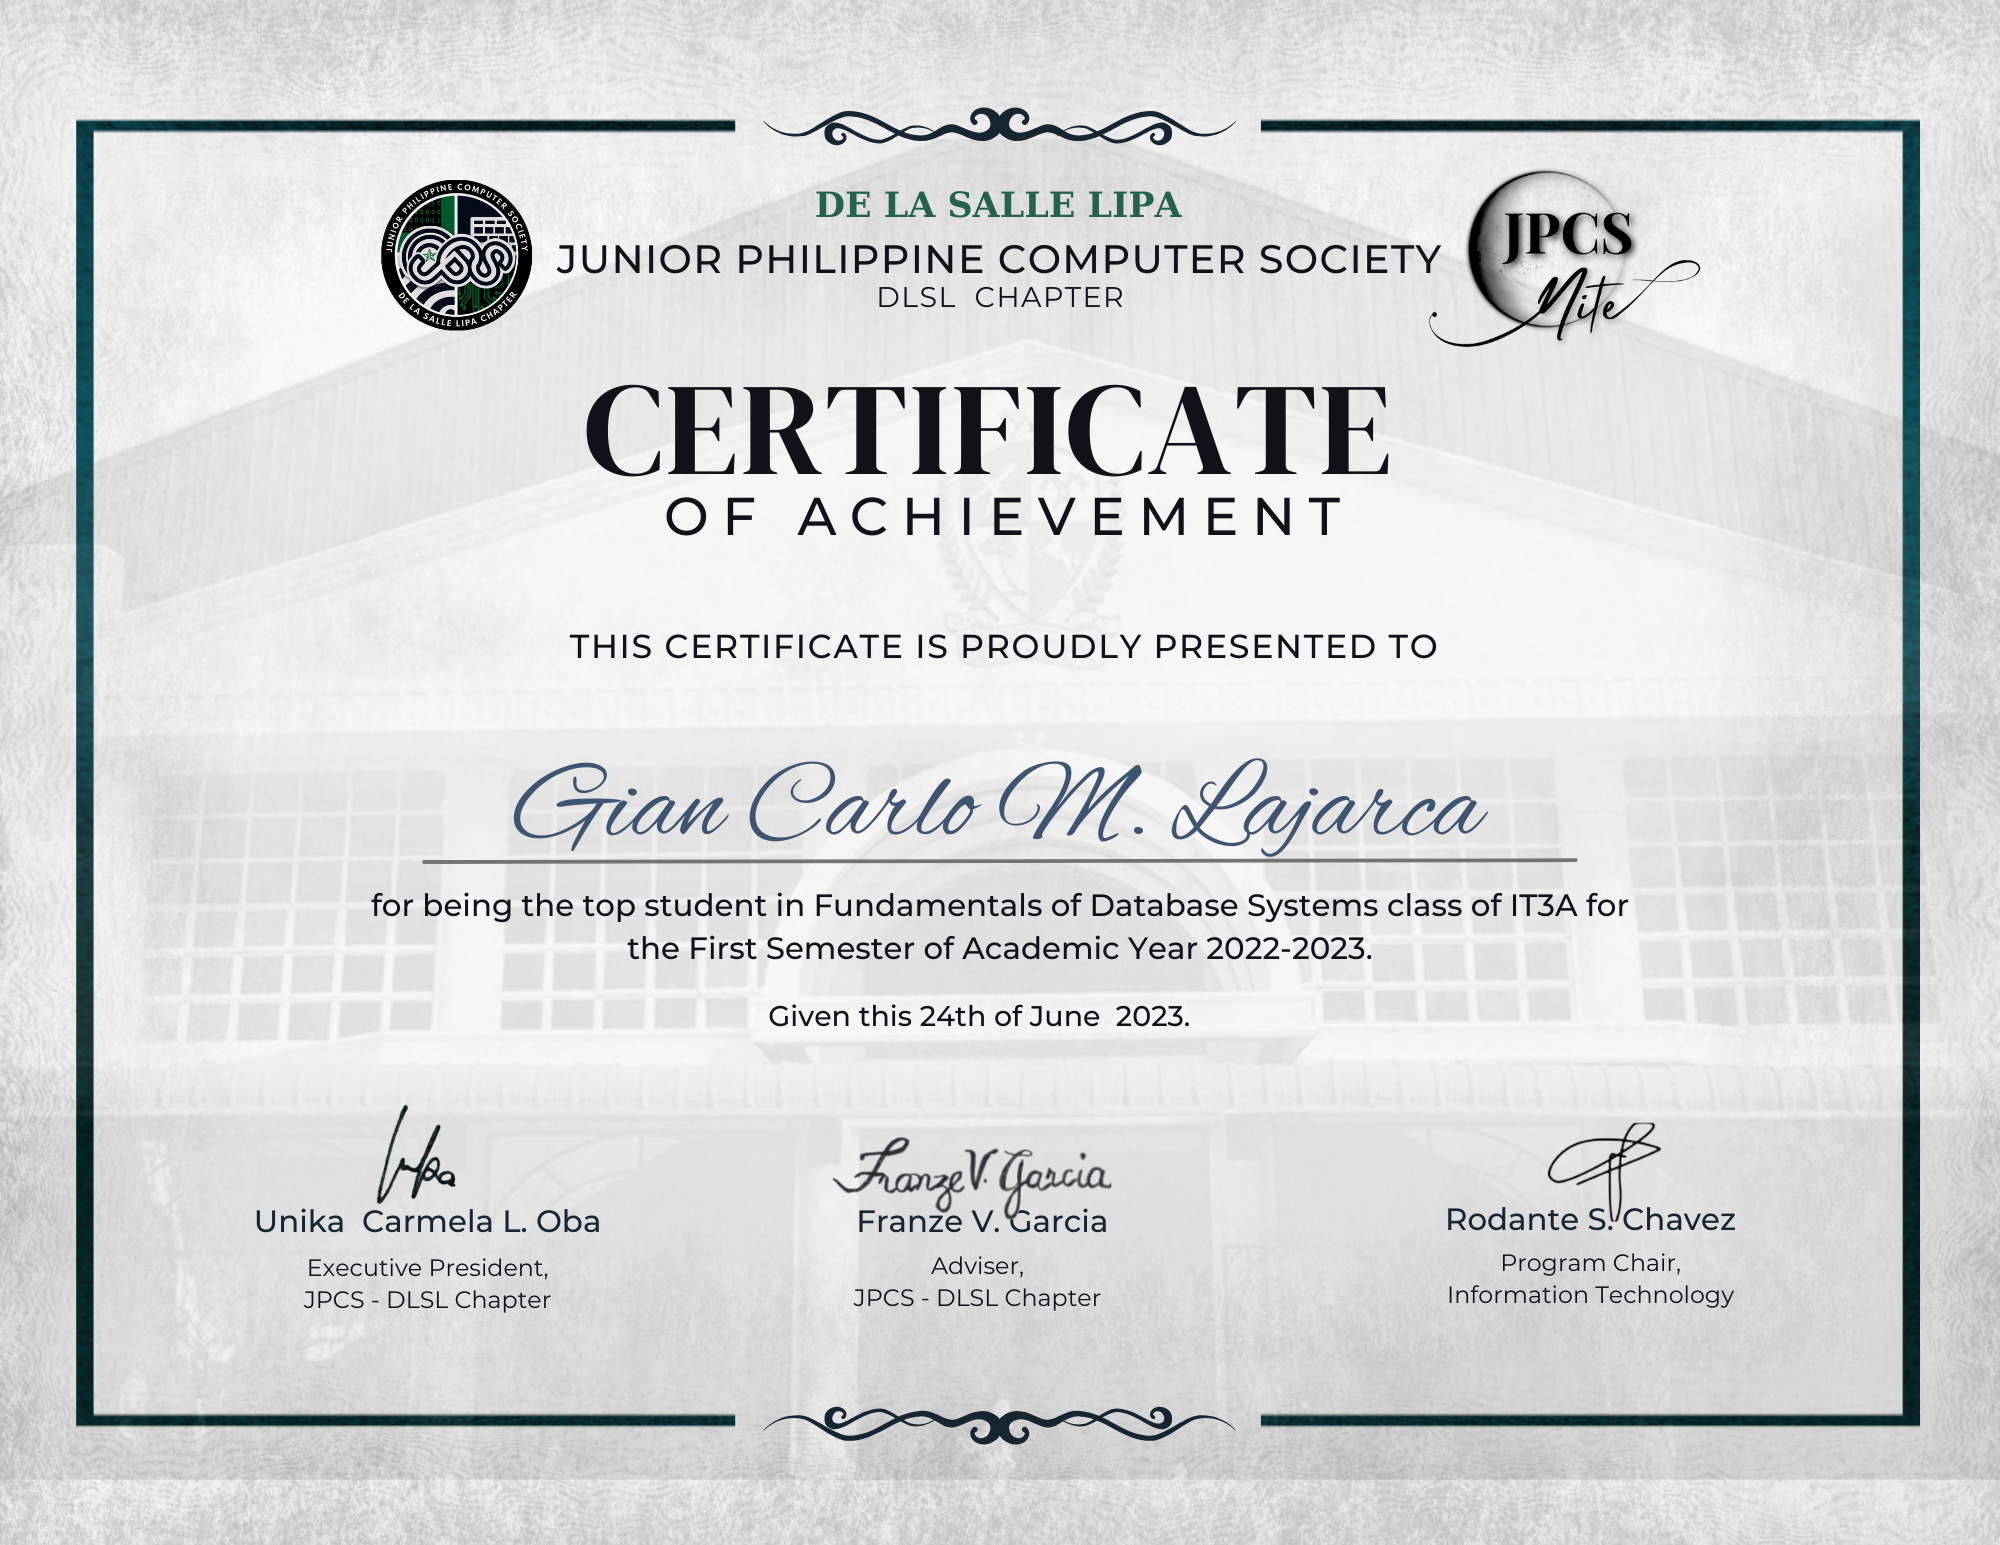 DE LA SALLE LIPA
JUNIOR PHILIPPINE COMPUTER SOCIETY
DLSL CHAPTER
JUNIOR PHILIPPINE COMPUTER SOCIETY
DE LA SALLE LIPA CHAPTER
JPCS
Nite
CERTIFICATE
OF ACHIEVEMENT
THIS CERTIFICATE IS PROUDLY PRESENTED TO
Gian Carlo M. Lajarca
for being the top student in Fundamentals of Database Systems class of IT3A for
the First Semester of Academic Year 2022-2023.
Given this 24th of June 2023.
Franze V. Garcia
Unika Carmela L. Oba
Executive President,
JPCS - DLSL Chapter
Franze V. Garcia
Adviser,
JPCS - DLSL Chapter
Rodante S. Chavez
Program Chair,
Information Technology